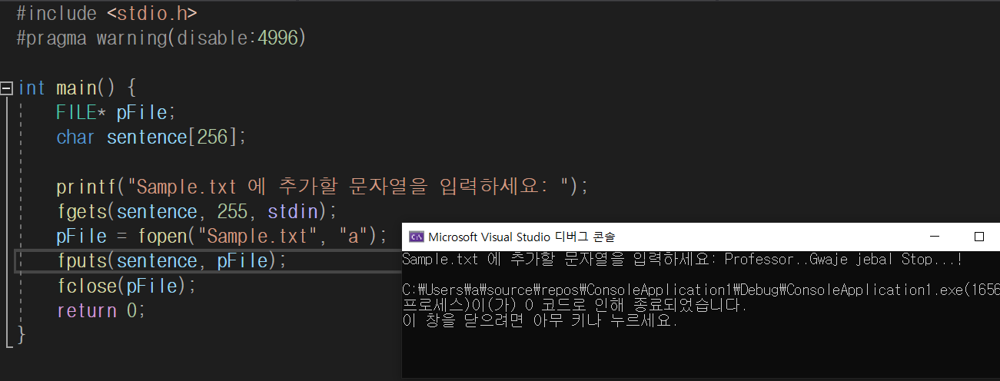 #include <stdio.h>
#pragma warning(disable:4996)
int main() {
FILE* pFile;
char sentence[256];
printf("Sample.txt 에 추가할 문자열을 입력하세요: ");
fgets(sentence, 255, stdin);
pFile = fopen("Sample.txt", "a");
fputs(sentence, pFile);
fclose(pFile);
return 0;
}
Microsoft Visual Studio 디버그 콘솔
Sample.txt 에 추가할 문자열을 입력하세요: Professor..Gwaje jebal Stop...!
C:₩Users₩a₩source₩repos₩ConsoleApplication1₩Debug₩ConsoleApplication1.exe(1656
프로세스)이(가) 0 코드로 인해 종료되었습니다.
이 창을 닫으려면 아무 키나 누르세요.